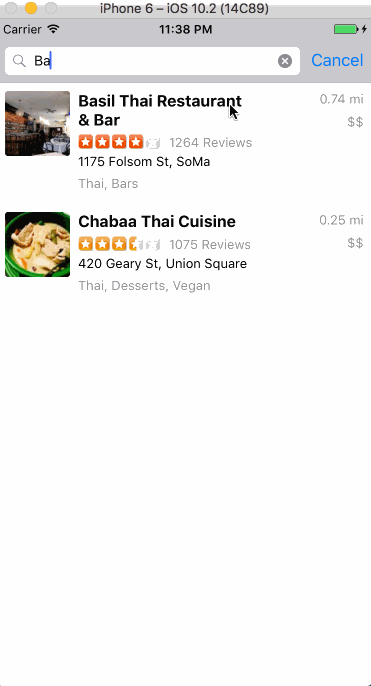 iPhone 6 – iOS 10.2 (14C89)
Carrier 11:38 PM
Ba Cancel
Basil Thai Restaurant 0.74 mi
& Bar $$
1264 Reviews
1175 Folsom St, SoMa
Thai, Bars
Chabaa Thai Cuisine 0.25 mi
1075 Reviews $$
420 Geary St, Union Square
Thai, Desserts, Vegan